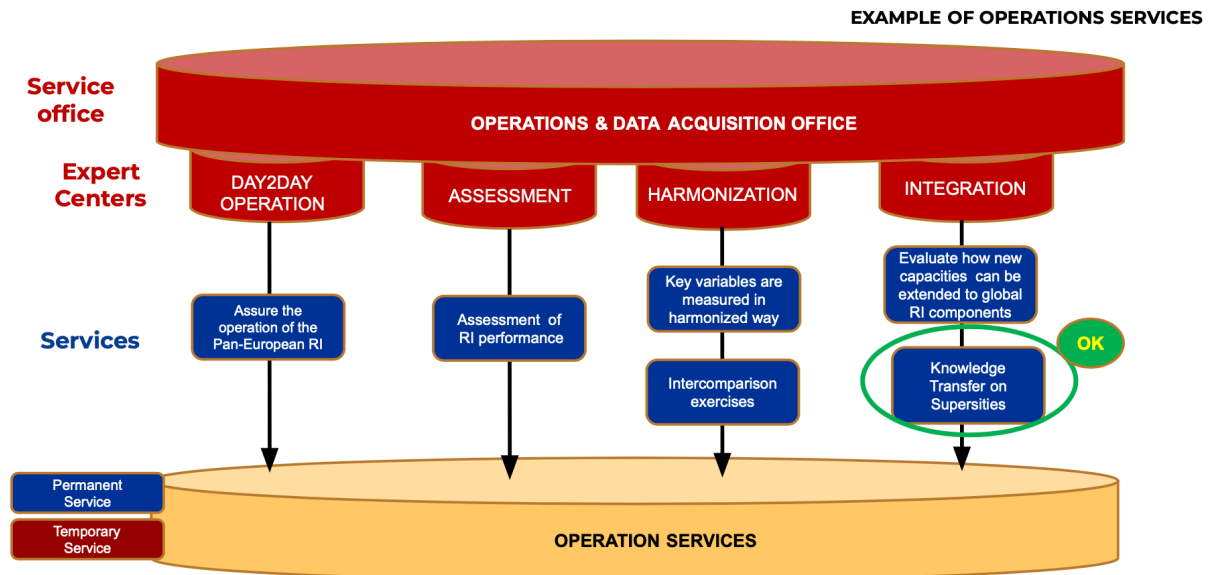 EXAMPLE OF OPERATIONS SERVICES
Service
office
OPERATIONS & DATA ACQUISITION OFFICE
Expert
Centers
DAY2DAY
OPERATION
ASSESSMENT
HARMONIZATION
INTEGRATION
Services
Assure the
operation of the
Pan-European RI
Assessment of
RI performance
Key variables are
measured in
harmonized way
Intercomparison
exercises
Evaluate how new
capacities can be
extended to global
RI components
OK
Knowledge
Transfer on
Supersities
Permanent
Service
Temporary
Service
OPERATION SERVICES